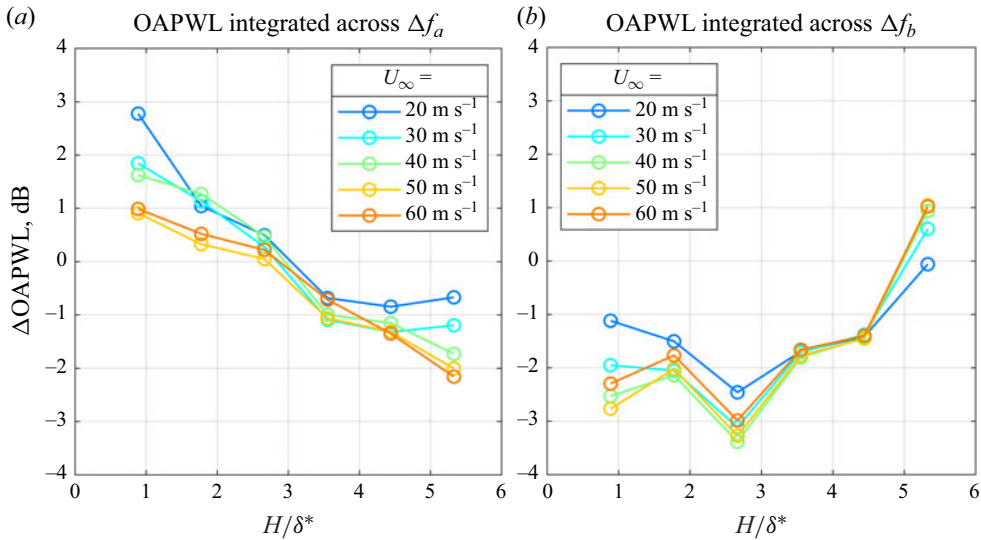 (a) OAPWL integrated across Δfₐ
4
3
2
1
0
–1
–2
–3
–4
ΔOAPWL, dB
U∞ =
20 m s⁻¹
30 m s⁻¹
40 m s⁻¹
50 m s⁻¹
60 m s⁻¹
0 1 2 3 4 5 6
H/δ*
(b) OAPWL integrated across Δf_b
4
3
2
1
0
–1
–2
–3
–4
U∞ =
20 m s⁻¹
30 m s⁻¹
40 m s⁻¹
50 m s⁻¹
60 m s⁻¹
0 1 2 3 4 5 6
H/δ*